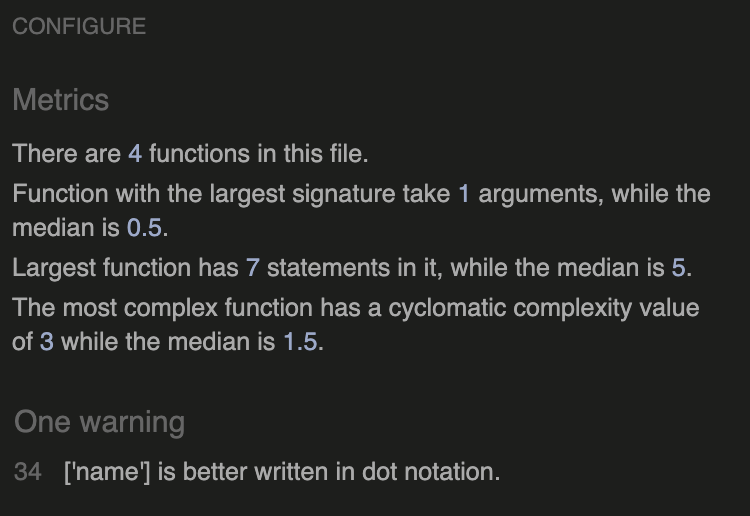 CONFIGURE
Metrics
There are 4 functions in this file.
Function with the largest signature take 1 arguments, while the
median is 0.5.
Largest function has 7 statements in it, while the median is 5.
The most complex function has a cyclomatic complexity value
of 3 while the median is 1.5.
One warning
34 ['name'] is better written in dot notation.